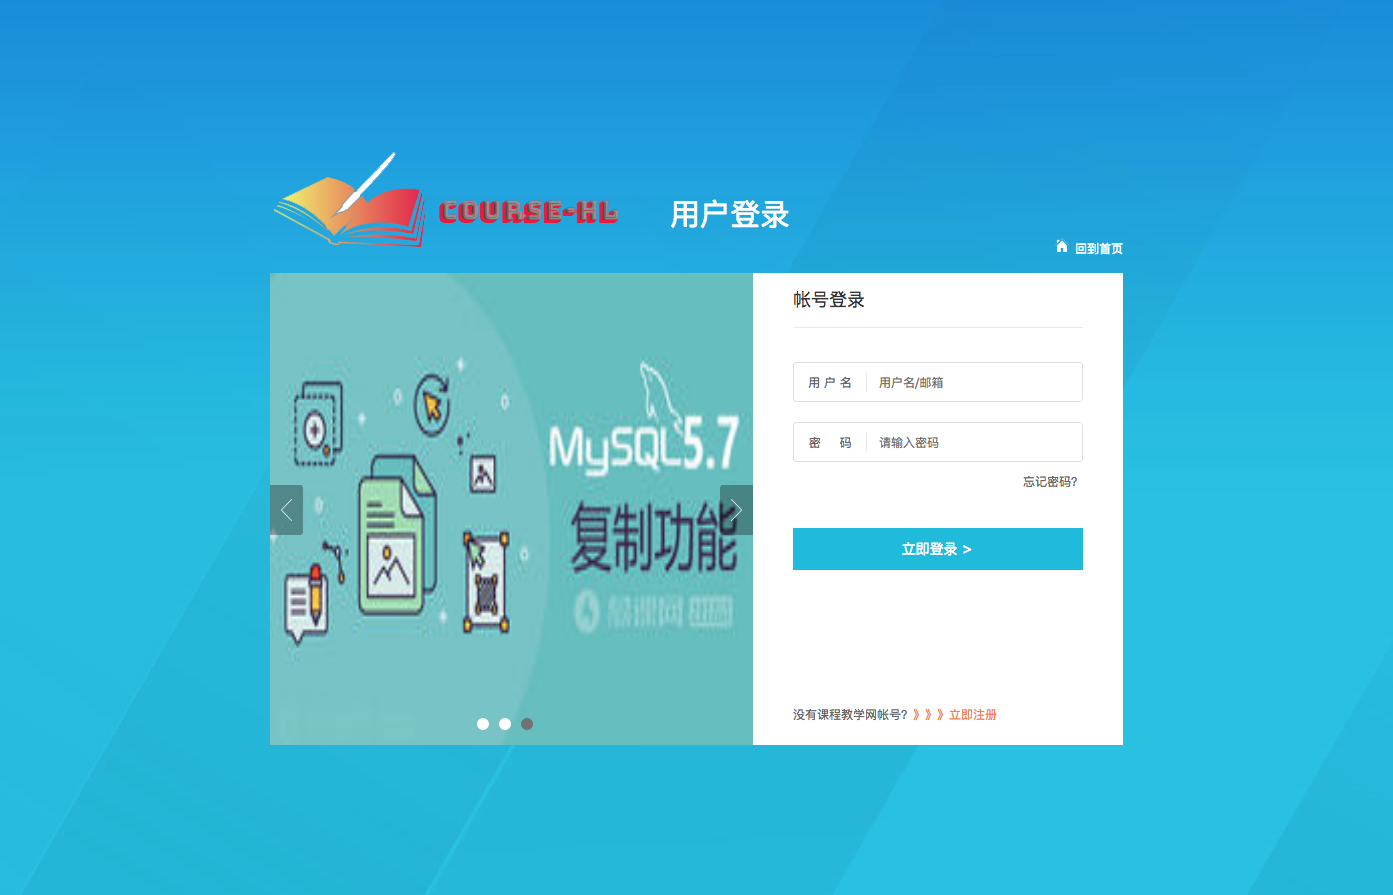 COURSE-HL
用户登录
回到首页
MySQL5.7
复制功能
帐号登录
用户名 用户名/邮箱
密 码 请输入密码
忘记密码?
立即登录 >
没有课程教学网帐号? 》》》立即注册